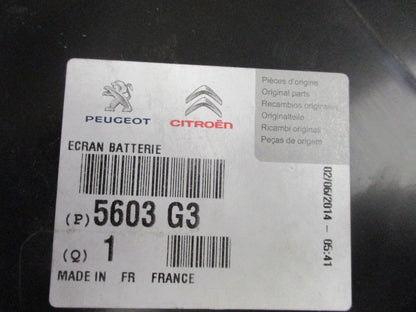 PEUGEOT
CITROËN
Pièces d'origine
Original parts
Recambios originales
Originalteile
Ricambi originali
Peças de origem
ECRAN BATTERIE
(P) 5603 G3
(Q) 1
MADE IN FR FRANCE
02/06/2014 - 05:41